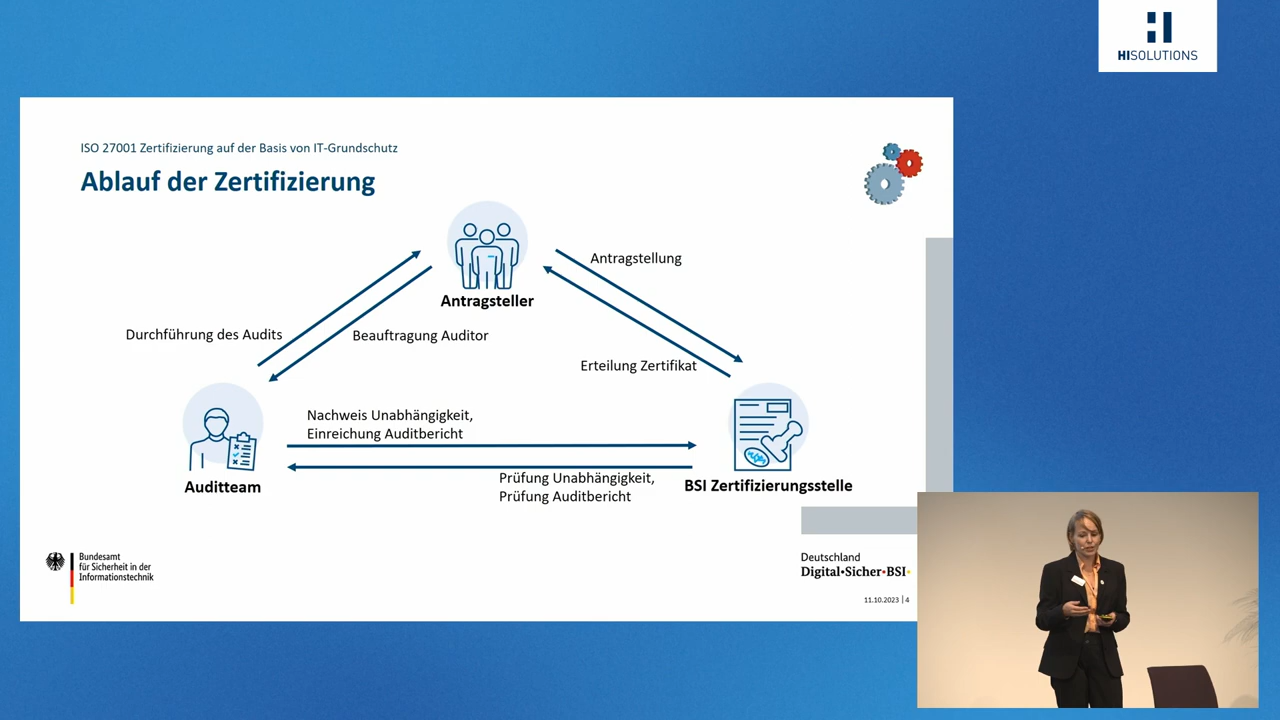 HISOLUTIONS
ISO 27001 Zertifizierung auf der Basis von IT-Grundschutz
Ablauf der Zertifizierung
Antragsteller
Antragstellung
Durchführung des Audits
Beauftragung Auditor
Erteilung Zertifikat
Nachweis Unabhängigkeit,
Einreichung Auditbericht
Auditteam
Prüfung Unabhängigkeit,
Prüfung Auditbericht
BSI Zertifizierungsstelle
Bundesamt
für Sicherheit in der
Informationstechnik
Deutschland
Digital•Sicher•BSI•
11.10.2023 | 4